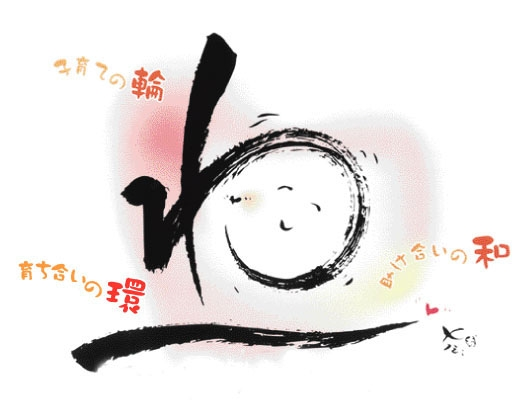 子育ての輪
わ
育ち合いの環
助け合いの和